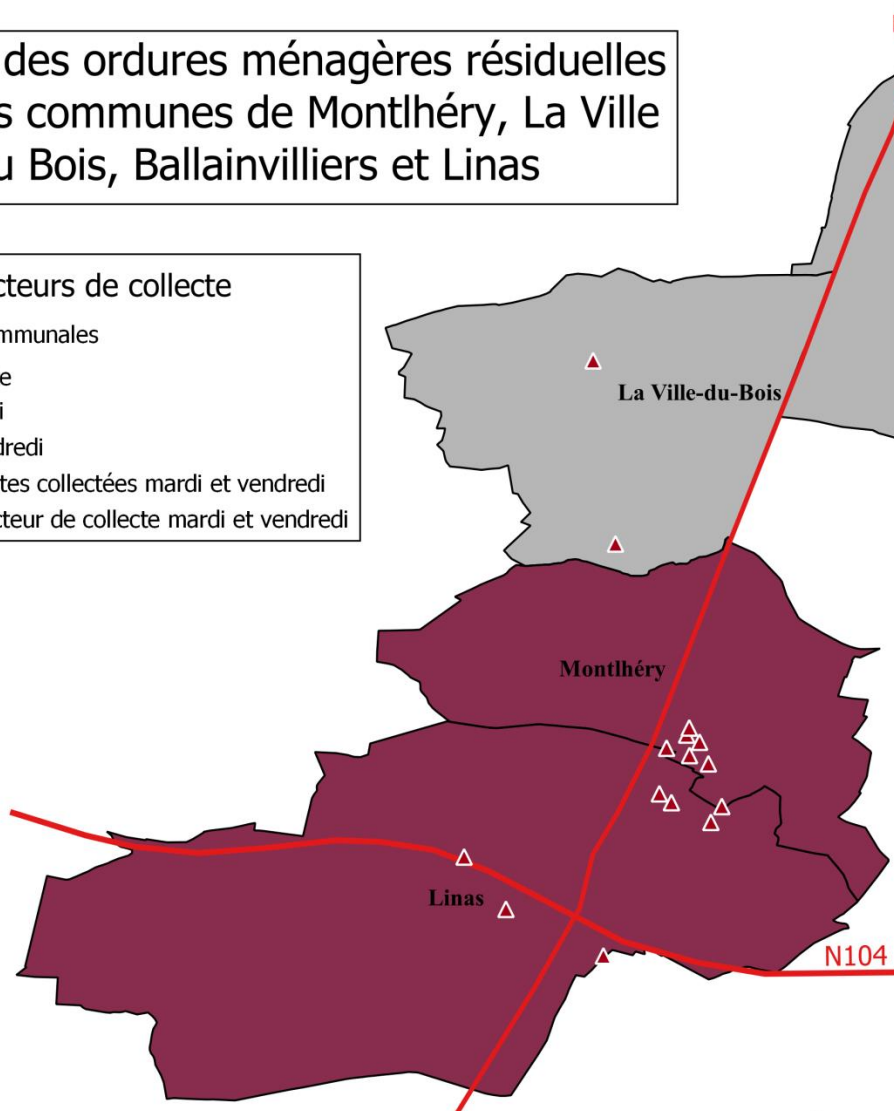 des ordures ménagères résiduelles
s communes de Montlhéry, La Ville
u Bois, Ballainvilliers et Linas
cteurs de collecte
mmunales
e
i
dredi
tes collectées mardi et vendredi
cteur de collecte mardi et vendredi
La Ville-du-Bois
Montlhéry
Linas
N104